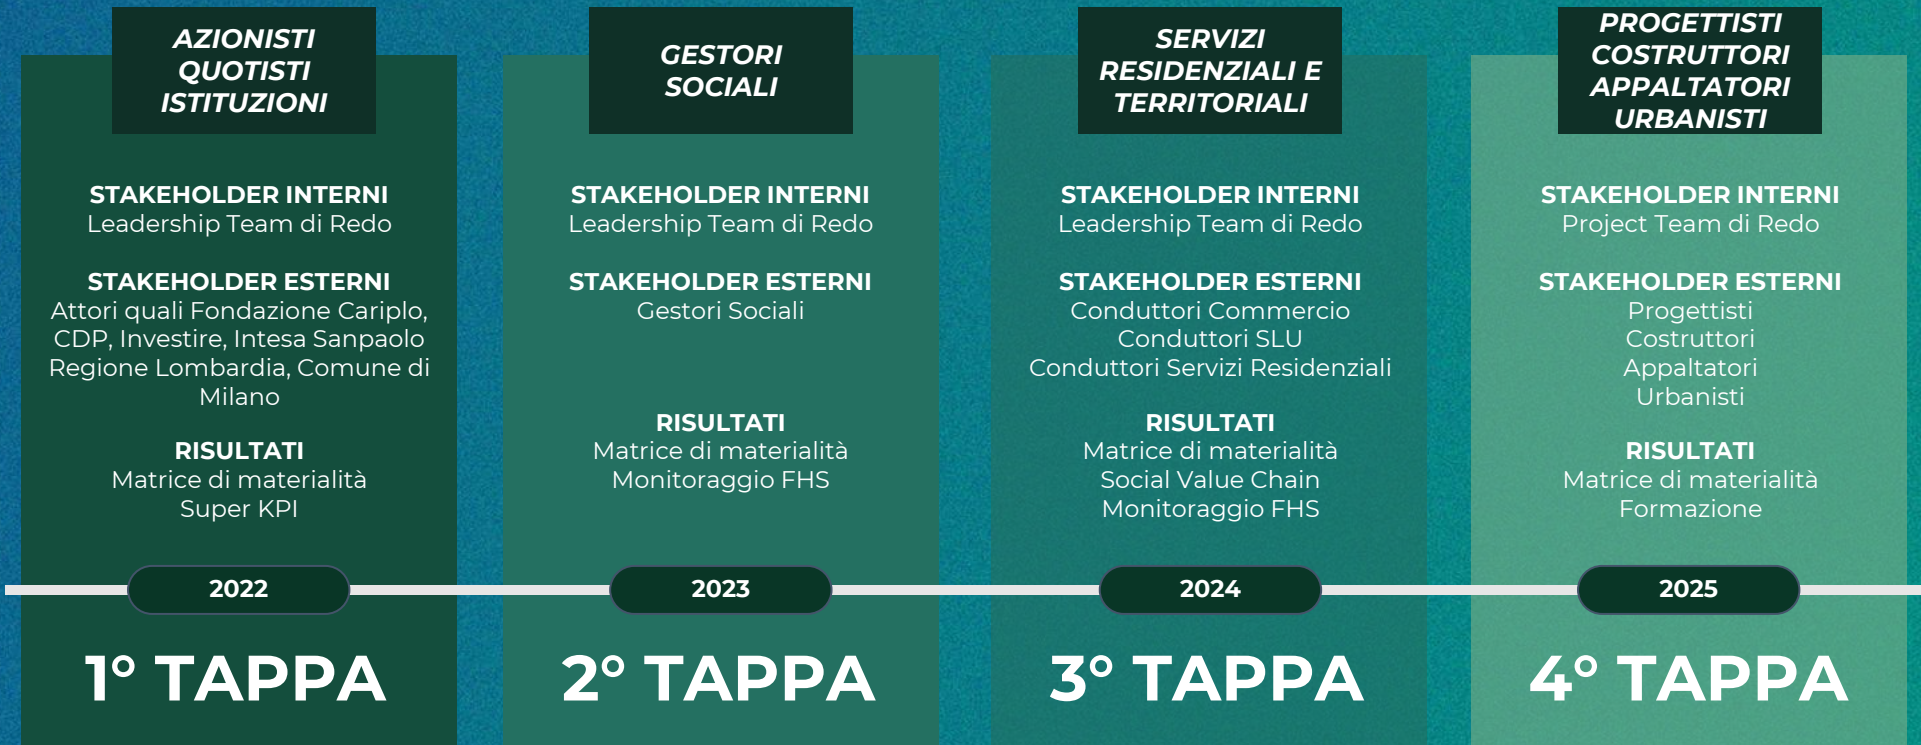 AZIONISTI
QUOTISTI
ISTITUZIONI
STAKEHOLDER INTERNI
Leadership Team di Redo
STAKEHOLDER ESTERNI
Attori quali Fondazione Cariplo,
CDP, Investire, Intesa Sanpaolo
Regione Lombardia, Comune di
Milano
RISULTATI
Matrice di materialità
Super KPI
2022
1° TAPPA
GESTORI
SOCIALI
STAKEHOLDER INTERNI
Leadership Team di Redo
STAKEHOLDER ESTERNI
Gestori Sociali
RISULTATI
Matrice di materialità
Monitoraggio FHS
2023
2° TAPPA
SERVIZI
RESIDENZIALI E
TERRITORIALI
STAKEHOLDER INTERNI
Leadership Team di Redo
STAKEHOLDER ESTERNI
Conduttori Commercio
Conduttori SLU
Conduttori Servizi Residenziali
RISULTATI
Matrice di materialità
Social Value Chain
Monitoraggio FHS
2024
3° TAPPA
PROGETTISTI
COSTRUTTORI
APPALTATORI
URBANISTI
STAKEHOLDER INTERNI
Project Team di Redo
STAKEHOLDER ESTERNI
Progettisti
Costruttori
Appaltatori
Urbanisti
RISULTATI
Matrice di materialità
Formazione
2025
4° TAPPA